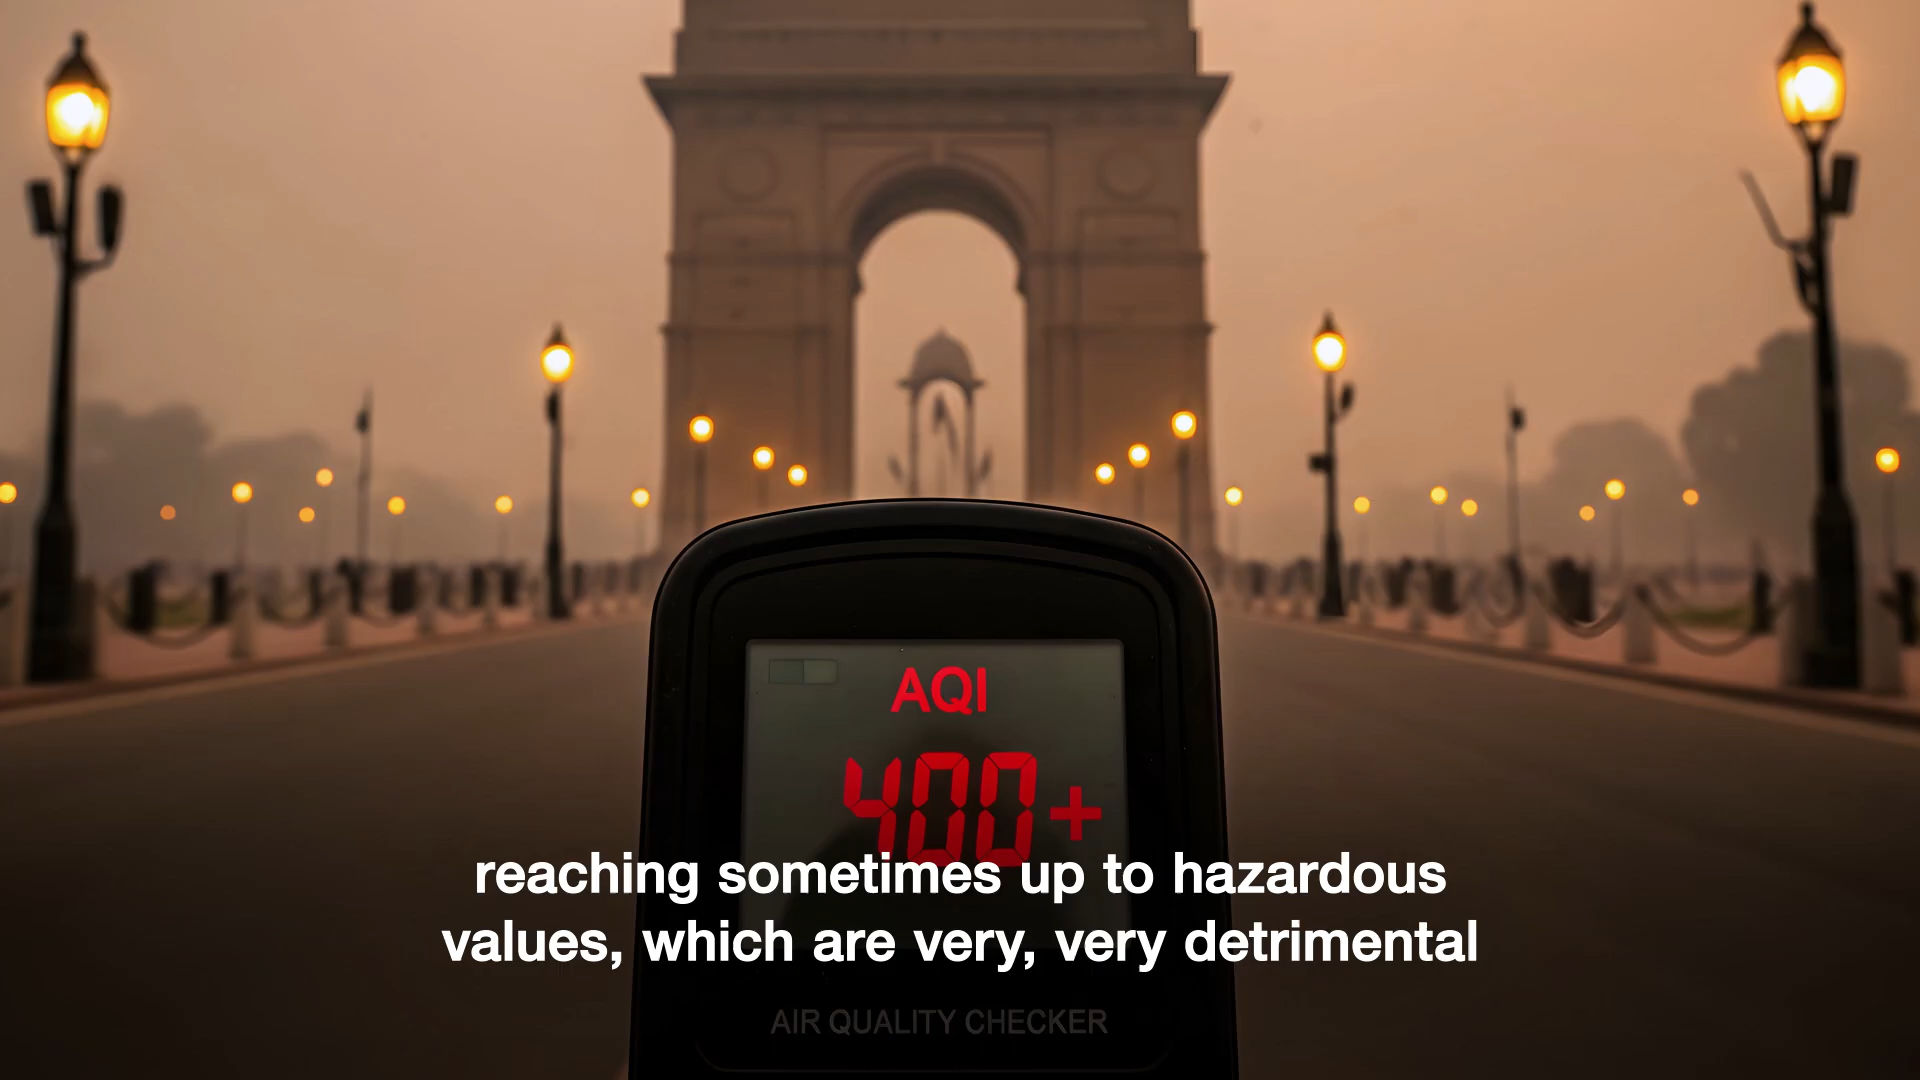 AQI
400+
reaching sometimes up to hazardous
values, which are very, very detrimental
AIR QUALITY CHECKER